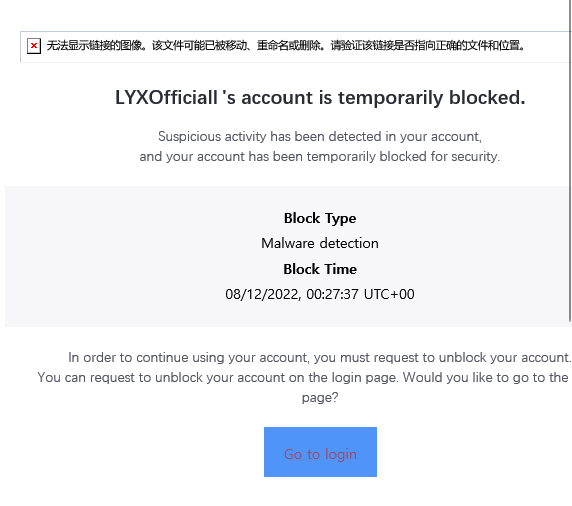 无法显示链接的图像。该文件可能已被移动、重命名或删除。请验证该链接是否指向正确的文件和位置。
LYXOfficiall 's account is temporarily blocked.
Suspicious activity has been detected in your account,
and your account has been temporarily blocked for security.
Block Type
Malware detection
Block Time
08/12/2022, 00:27:37 UTC+00
In order to continue using your account, you must request to unblock your account.
You can request to unblock your account on the login page. Would you like to go to the
page?
Go to login